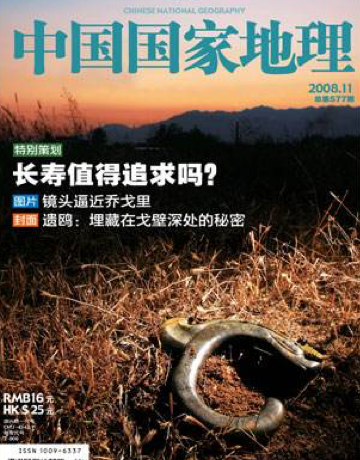 CHINESE NATIONAL GEOGRAPHY
中国国家地理
2008.11
总第577期
特别策划
长寿值得追求吗?
图片 镜头逼近乔戈里
封面 遗鸥:埋藏在戈壁深处的秘密
RMB16元
HK$25元
ISSN 1009-6337